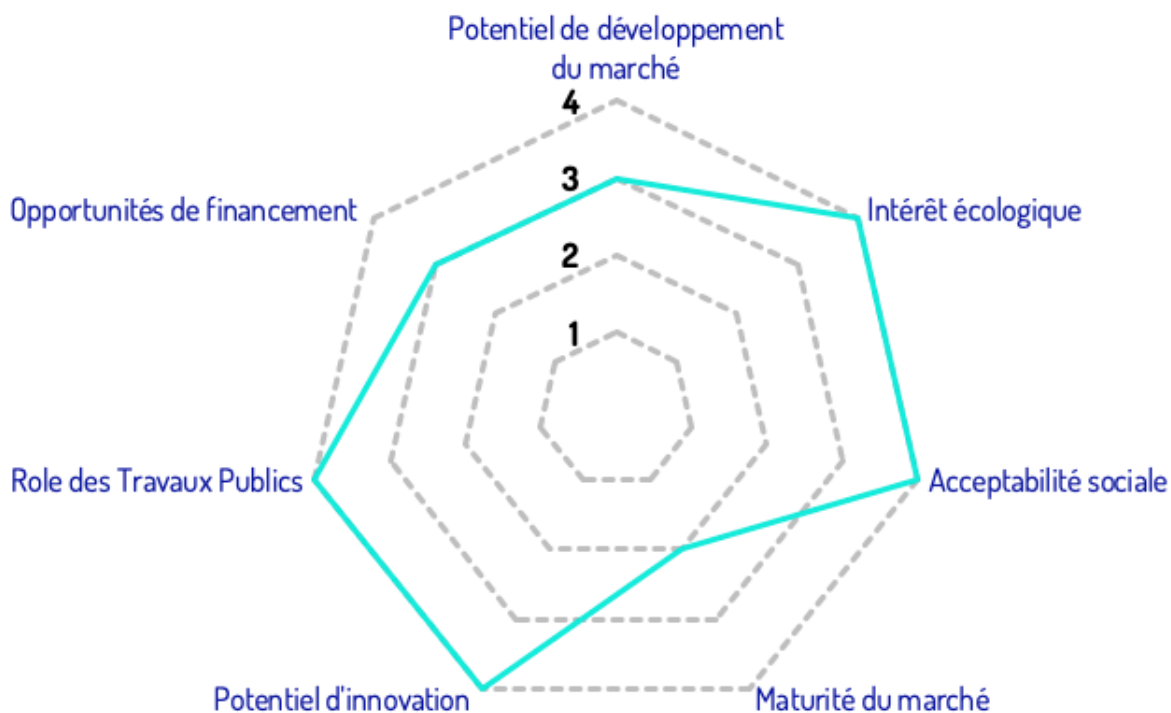 Potentiel de développement
du marché
4
3
2
1
Opportunités de financement
Intérêt écologique
Role des Travaux Publics
Acceptabilité sociale
Potentiel d'innovation
Maturité du marché